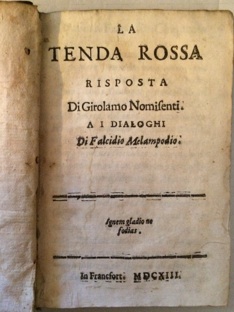 LA
TENDA ROSSA
RISPOSTA
Di Girolamo Nomisenti.
A I DIALOGHI
Di Falcidio Melampodio.
Ignem gladio ne
fodias.
In Francfort. MDCXIII.